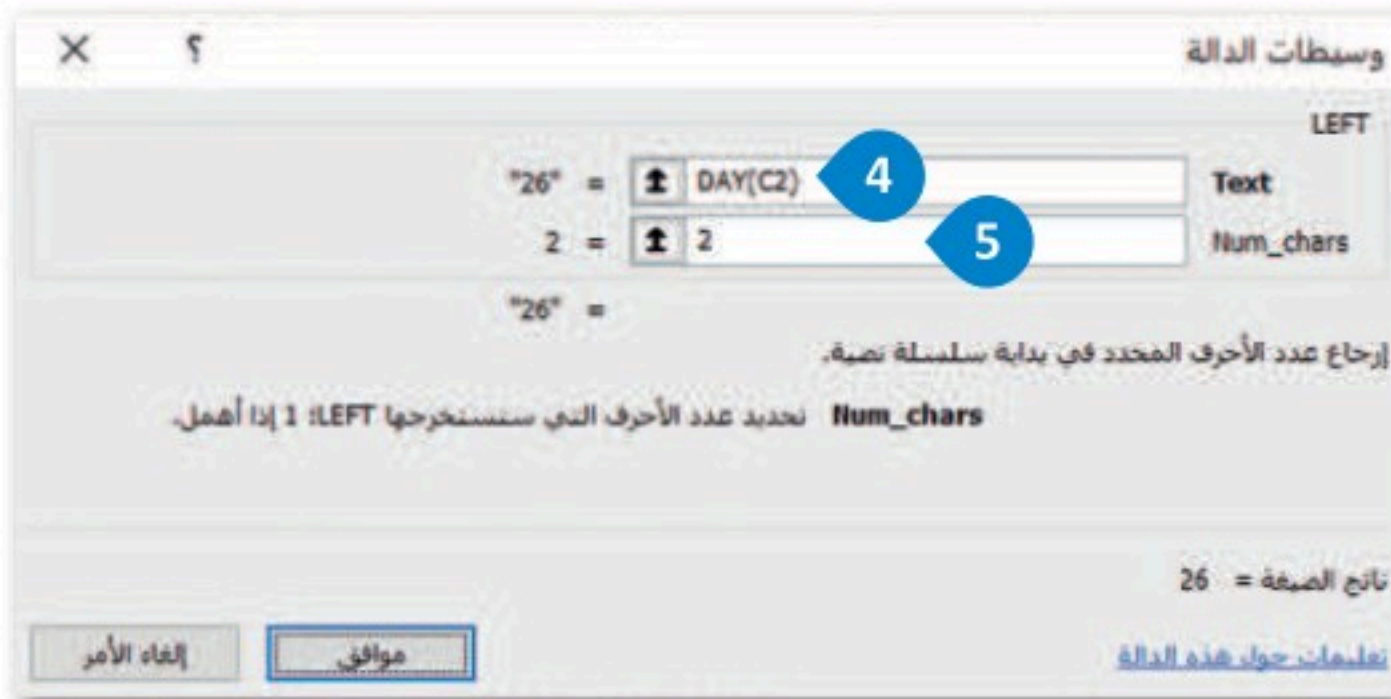 وسيطات الدالة ؟ ×
LEFT
Text DAY(C2) 4 = "26"
Num_chars 2 5 = 2
= "26"
إرجاع عدد الأحرف المحدد في بداية سلسلة نصية.
Num_chars تحديد عدد الأحرف التي ستستخرجها LEFT؛ 1 إذا أهمل.
ناتج الصيغة = 26
تعليمات حول هذه الدالة موافق إلغاء الأمر